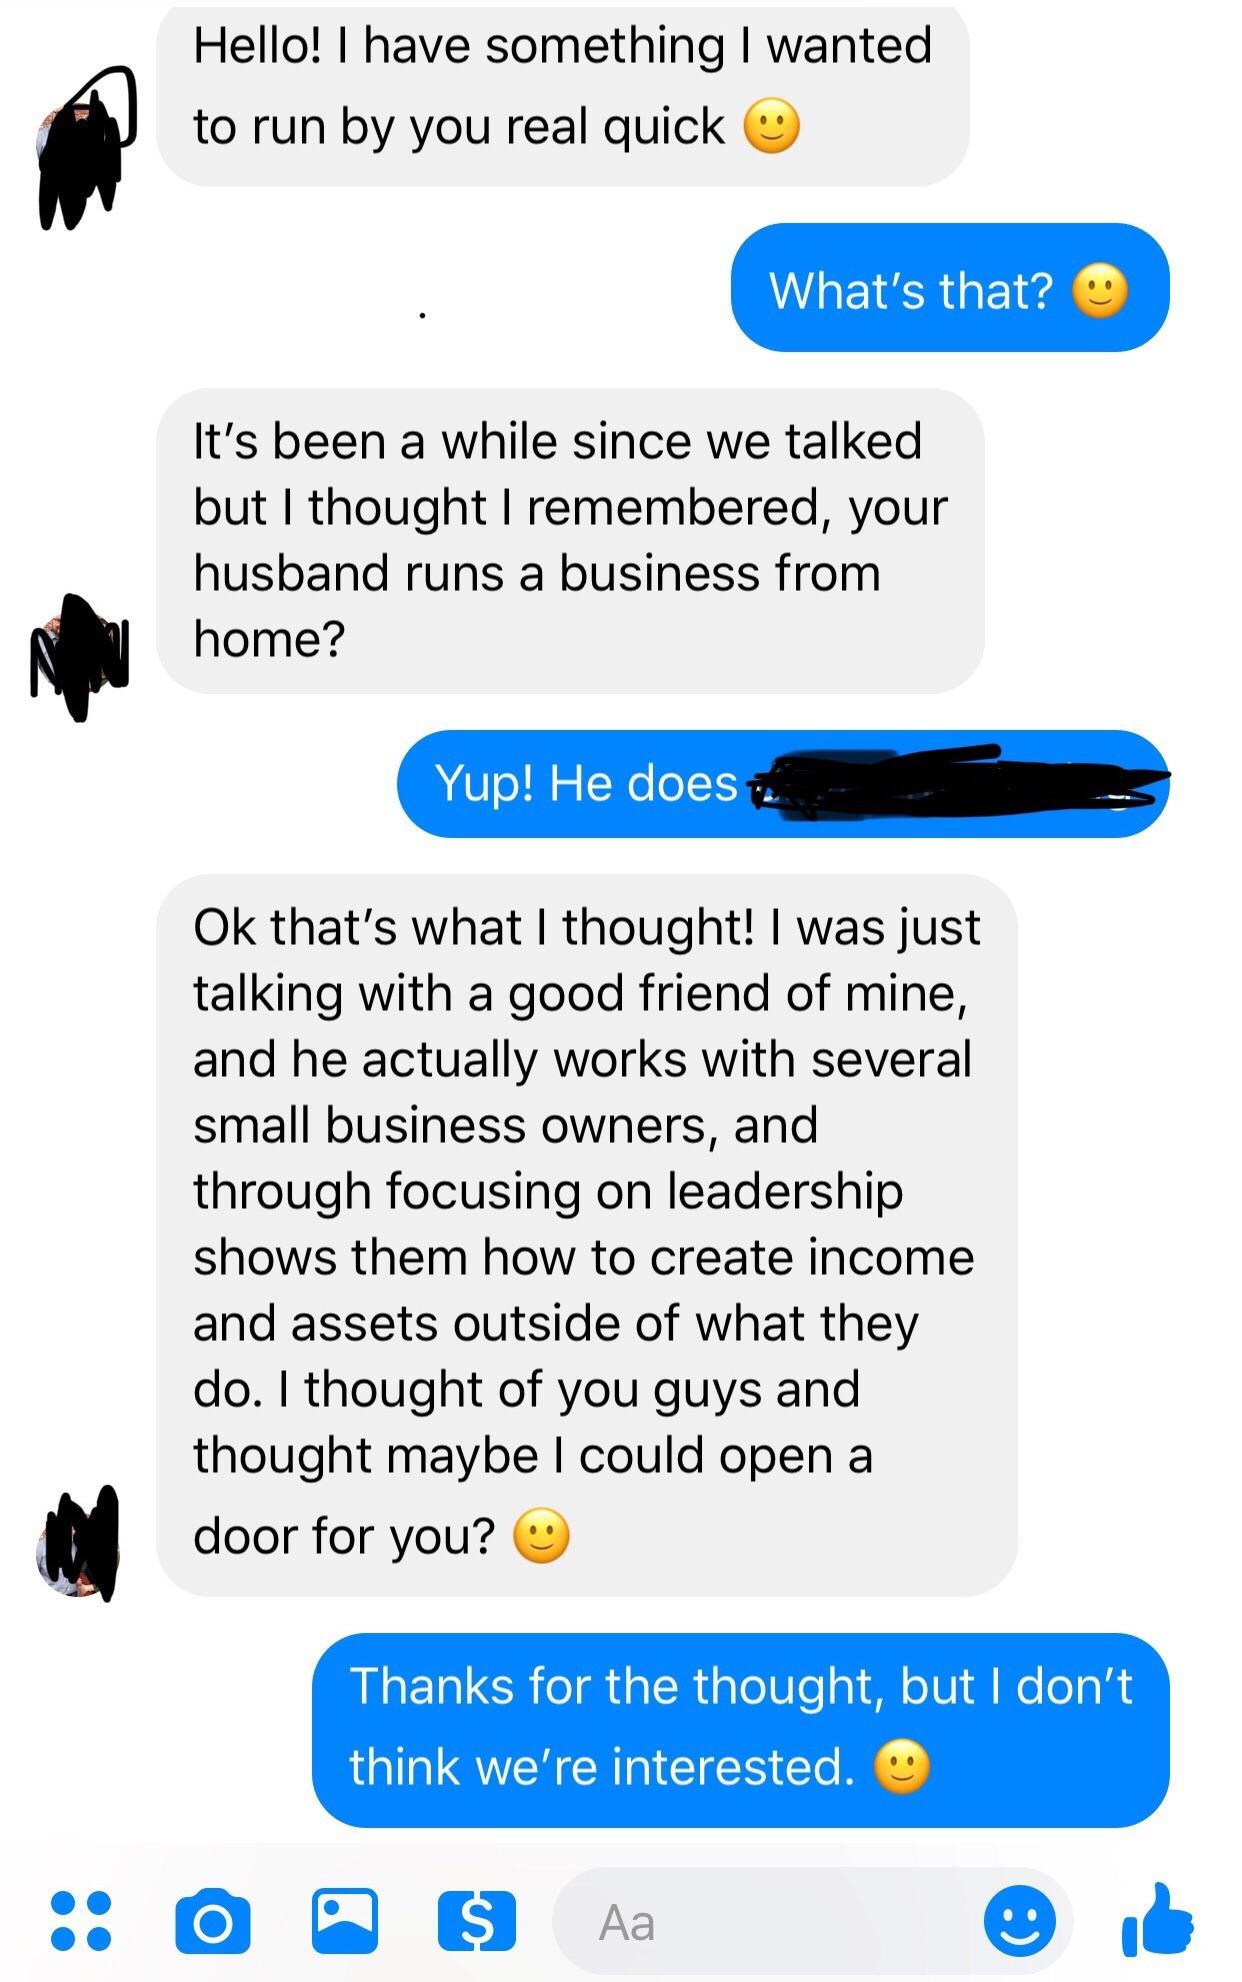 Hello! I have something I wanted
to run by you real quick 🙂
What's that? 🙂
It's been a while since we talked
but I thought I remembered, your
husband runs a business from
home?
Yup! He does
Ok that's what I thought! I was just
talking with a good friend of mine,
and he actually works with several
small business owners, and
through focusing on leadership
shows them how to create income
and assets outside of what they
do. I thought of you guys and
thought maybe I could open a
door for you? 🙂
Thanks for the thought, but I don't
think we're interested. 🙂
Aa